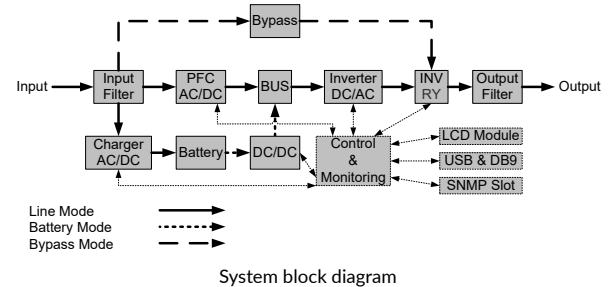 Bypass
Input
Input
Filter
PFC
AC/DC
BUS
Inverter
DC/AC
INV
RY
Output
Filter
Output
Charger
AC/DC
Battery
DC/DC
Control
&
Monitoring
LCD Module
USB & DB9
SNMP Slot
Line Mode
Battery Mode
Bypass Mode
System block diagram